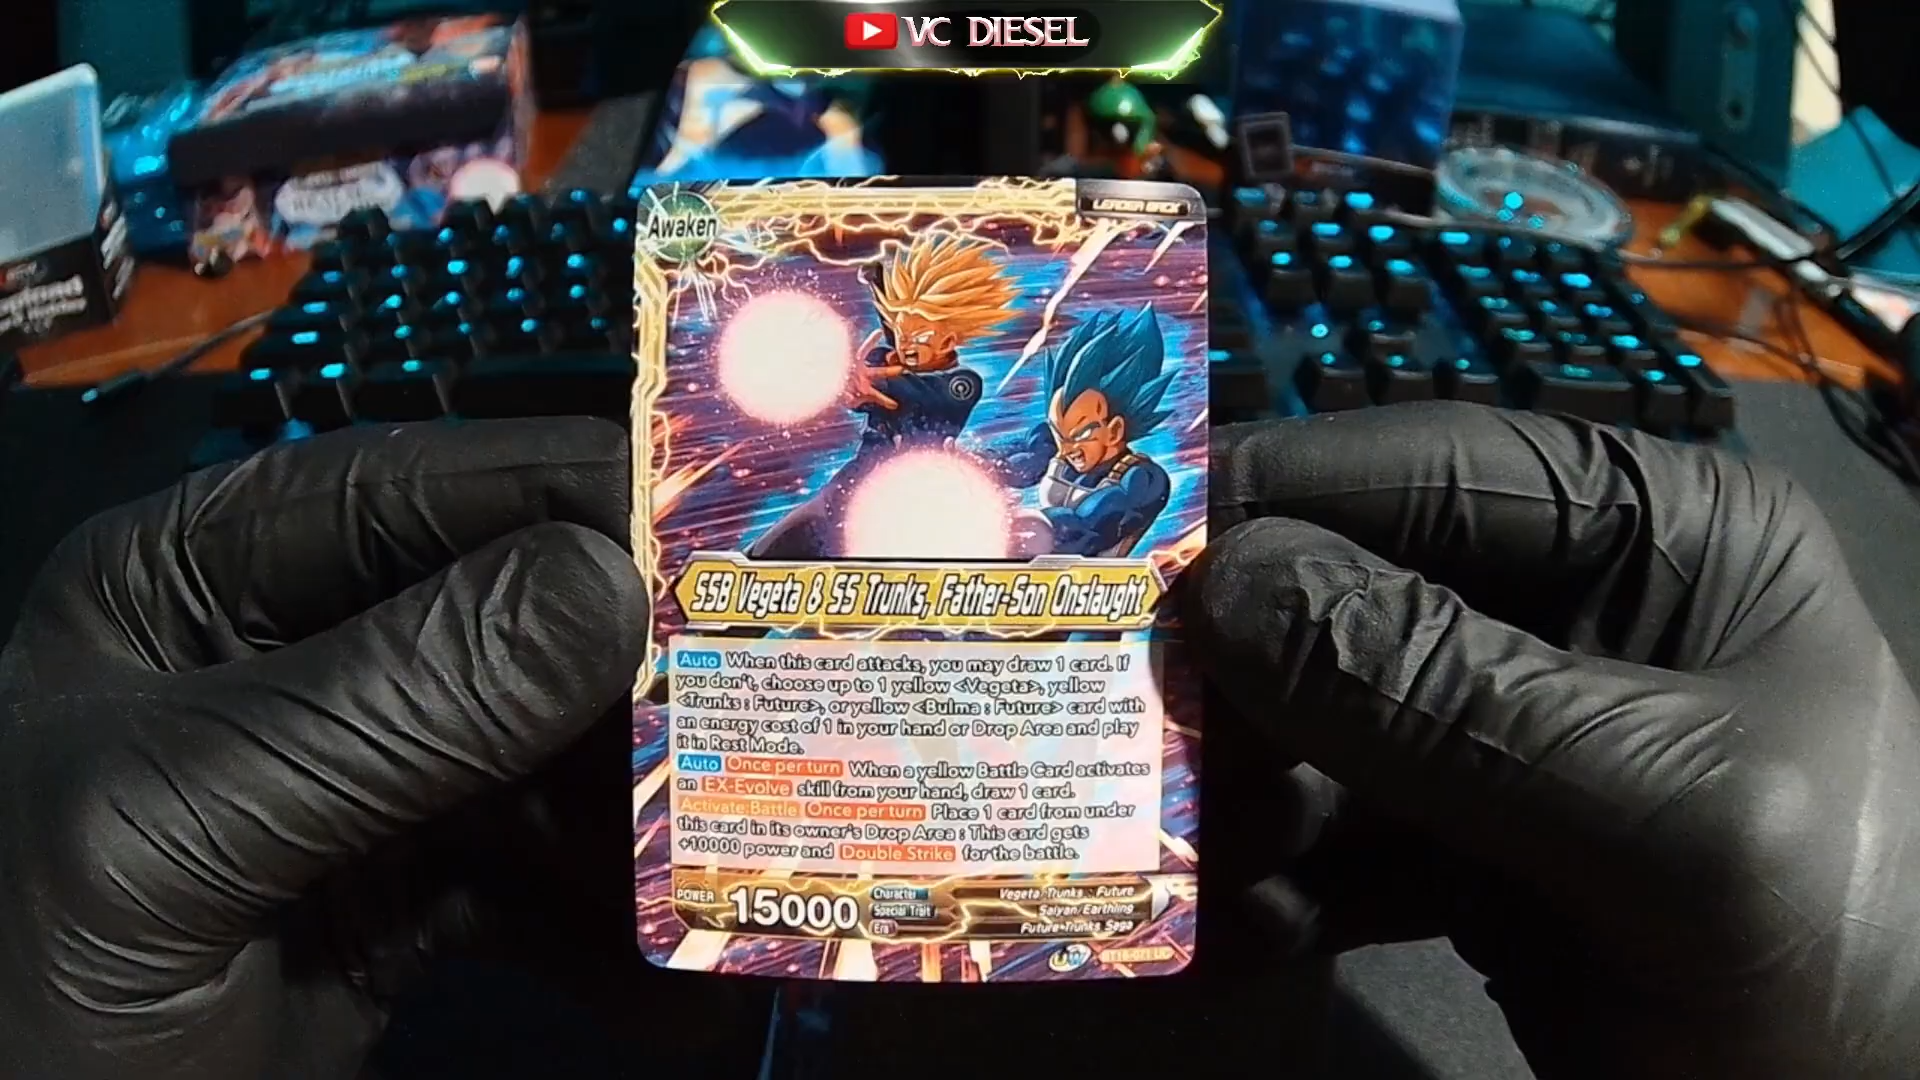 VC DIESEL
Awaken
LEADER BACK
SSB Vegeta & SS Trunks, Father-Son Onslaught
Auto When this card attacks, you may draw 1 card. If
you don't, choose up to 1 yellow <Vegeta>, yellow
<Trunks : Future>, or yellow <Bulma : Future> card with
an energy cost of 1 in your hand or Drop Area and play
it in Rest Mode.
Auto Once per turn When a yellow Battle Card activates
an EX-Evolve skill from your hand, draw 1 card.
Activate:Battle Once per turn Place 1 card from under
this card in its owner's Drop Area : This card gets
+10000 power and Double Strike for the battle.
POWER 15000
Character Vegeta/Trunks : Future
Special Trait Saiyan/Earthling
Era Future Trunks Saga